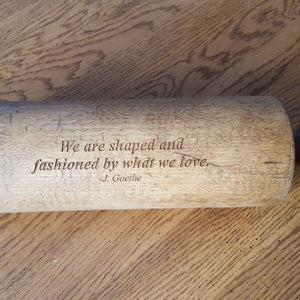 We are shaped and
fashioned by what we love.
-J. Goethe